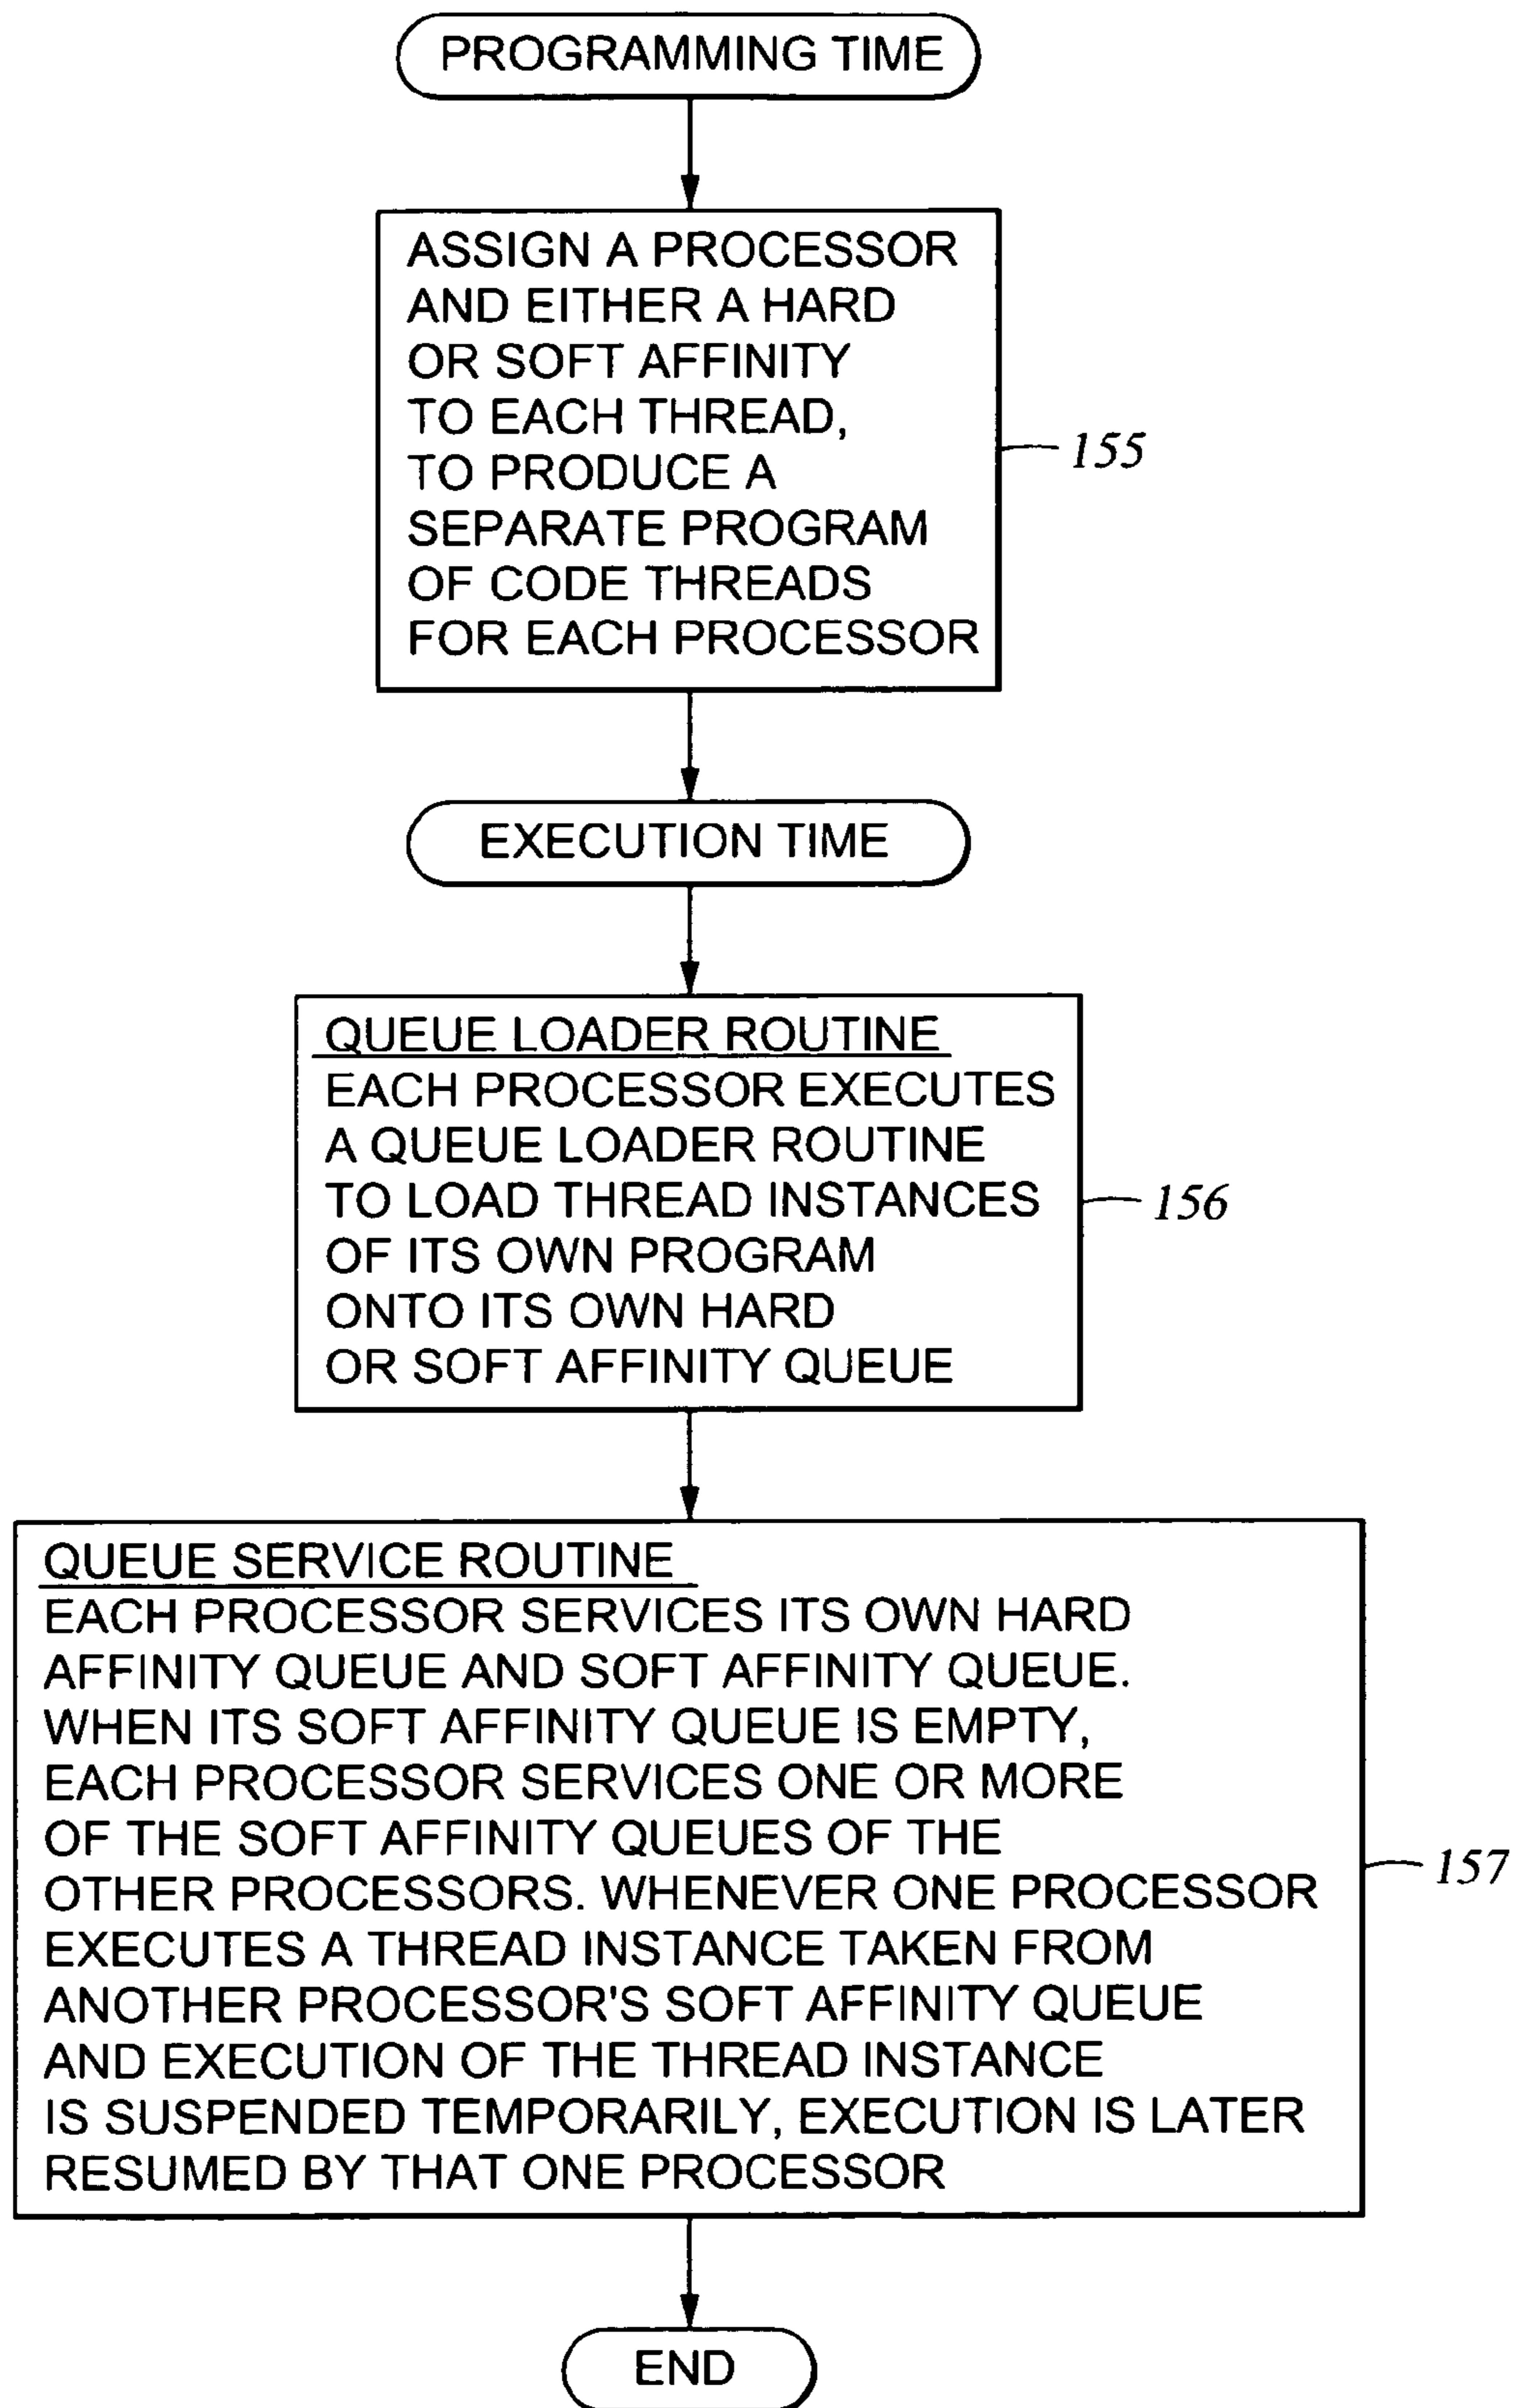 PROGRAMMING TIME
ASSIGN A PROCESSOR
AND EITHER A HARD
OR SOFT AFFINITY
TO EACH THREAD,
TO PRODUCE A
SEPARATE PROGRAM
OF CODE THREADS
FOR EACH PROCESSOR
155
EXECUTION TIME
QUEUE LOADER ROUTINE
EACH PROCESSOR EXECUTES
A QUEUE LOADER ROUTINE
TO LOAD THREAD INSTANCES
OF ITS OWN PROGRAM
ONTO ITS OWN HARD
OR SOFT AFFINITY QUEUE
156
QUEUE SERVICE ROUTINE
EACH PROCESSOR SERVICES ITS OWN HARD
AFFINITY QUEUE AND SOFT AFFINITY QUEUE.
WHEN ITS SOFT AFFINITY QUEUE IS EMPTY,
EACH PROCESSOR SERVICES ONE OR MORE
OF THE SOFT AFFINITY QUEUES OF THE
OTHER PROCESSORS. WHENEVER ONE PROCESSOR
EXECUTES A THREAD INSTANCE TAKEN FROM
ANOTHER PROCESSOR'S SOFT AFFINITY QUEUE
AND EXECUTION OF THE THREAD INSTANCE
IS SUSPENDED TEMPORARILY, EXECUTION IS LATER
RESUMED BY THAT ONE PROCESSOR
157
END